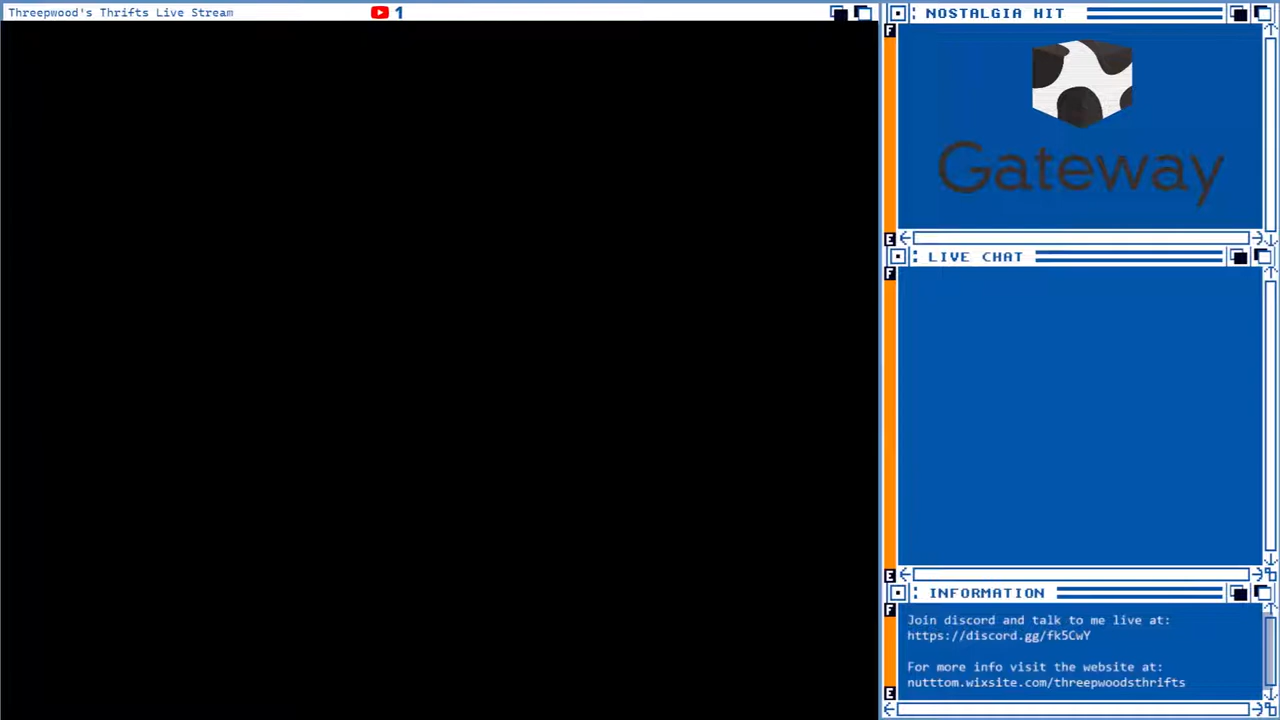 Threepwood's Thrifts Live Stream
1
NOSTALGIA HIT
F
Gateway
E
LIVE CHAT
F
E
INFORMATION
F
Join discord and talk to me live at:
https://discord.gg/fk5CwY
For more info visit the website at:
nutttom.wixsite.com/threepwoodsthrifts
E